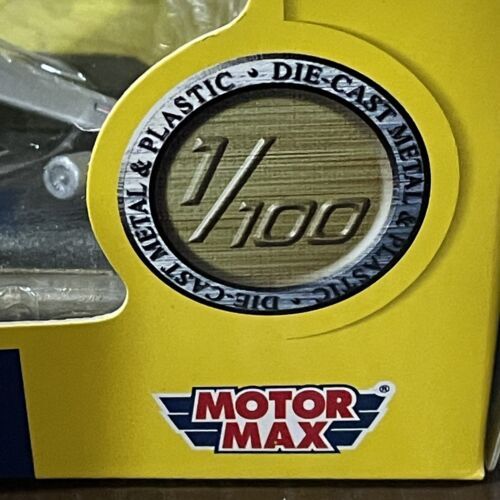 DIE-CAST METAL & PLASTIC • DIE-CAST METAL & PLASTIC •
1/100
MOTOR
MAX®